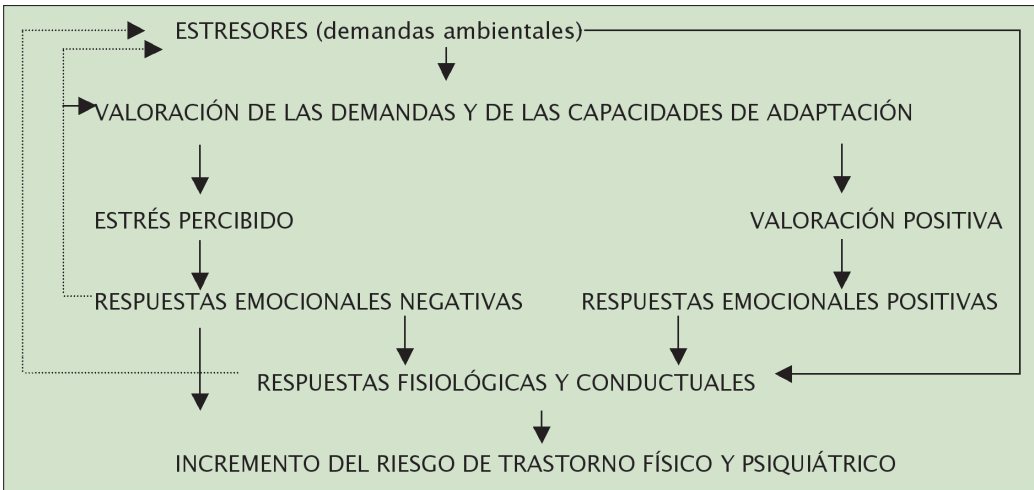 ESTRESORES (demandas ambientales)
VALORACIÓN DE LAS DEMANDAS Y DE LAS CAPACIDADES DE ADAPTACIÓN
ESTRÉS PERCIBIDO
VALORACIÓN POSITIVA
RESPUESTAS EMOCIONALES NEGATIVAS
RESPUESTAS EMOCIONALES POSITIVAS
RESPUESTAS FISIOLÓGICAS Y CONDUCTUALES
INCREMENTO DEL RIESGO DE TRASTORNO FÍSICO Y PSIQUIÁTRICO